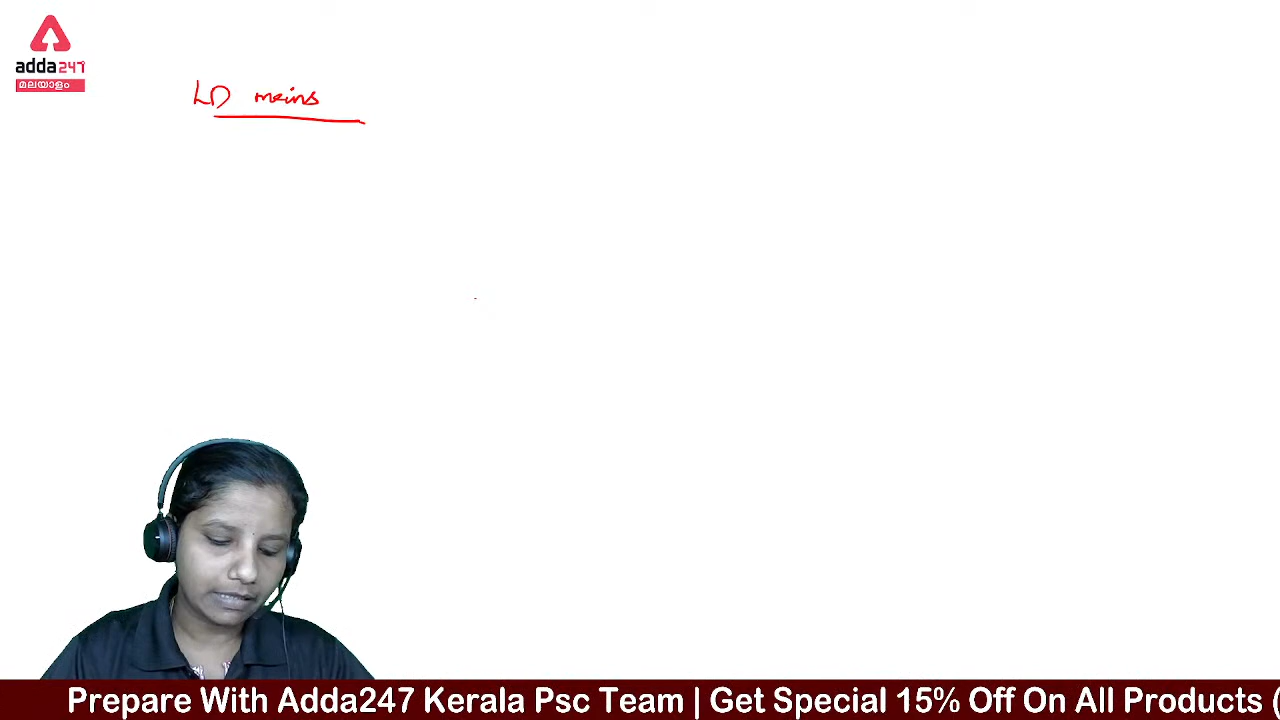 adda247
മലയാളം
LD mains
Prepare With Adda247 Kerala Psc Team | Get Special 15% Off On All Products (